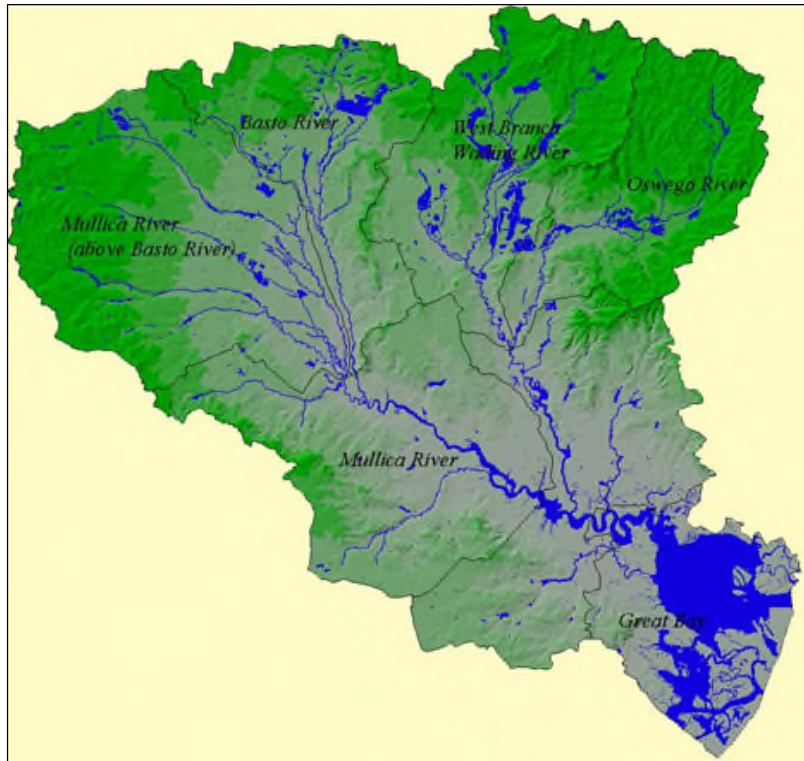 Basto River
West Branch
Wading River
Oswego River
Mullica River
(above Basto River)
Mullica River
Great Bay